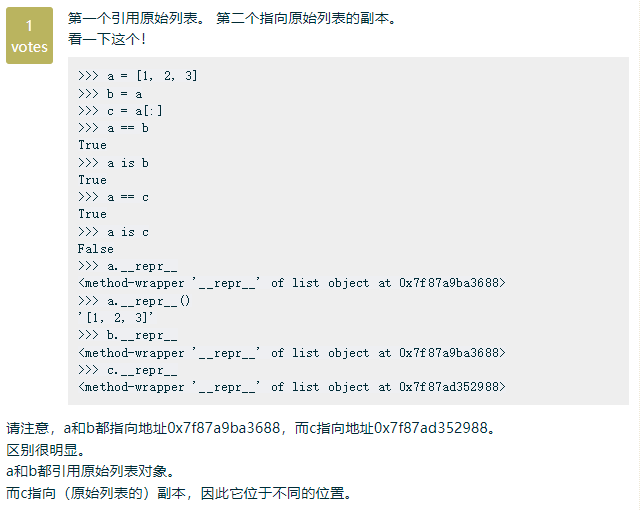 1
votes
第一个引用原始列表。 第二个指向原始列表的副本。
看一下这个！
>>> a = [1, 2, 3]
>>> b = a
>>> c = a[:]
>>> a == b
True
>>> a is b
True
>>> a == c
True
>>> a is c
False
>>> a.__repr__
<method-wrapper '__repr__' of list object at 0x7f87a9ba3688>
>>> a.__repr__()
'[1, 2, 3]'
>>> b.__repr__
<method-wrapper '__repr__' of list object at 0x7f87a9ba3688>
>>> c.__repr__
<method-wrapper '__repr__' of list object at 0x7f87ad352988>
请注意，a和b都指向地址0x7f87a9ba3688，而c指向地址0x7f87ad352988。
区别很明显。
a和b都引用原始列表对象。
而c指向（原始列表的）副本，因此它位于不同的位置。